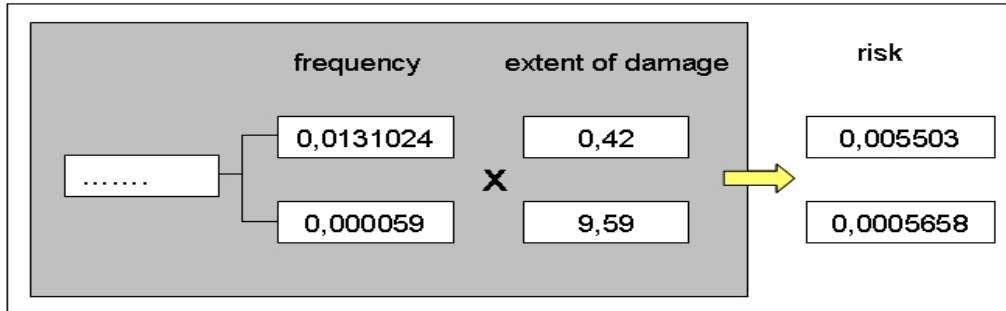 frequency extent of damage risk
0,0131024 0,42 0,005503
.......
X
0,000059 9,59 0,0005658